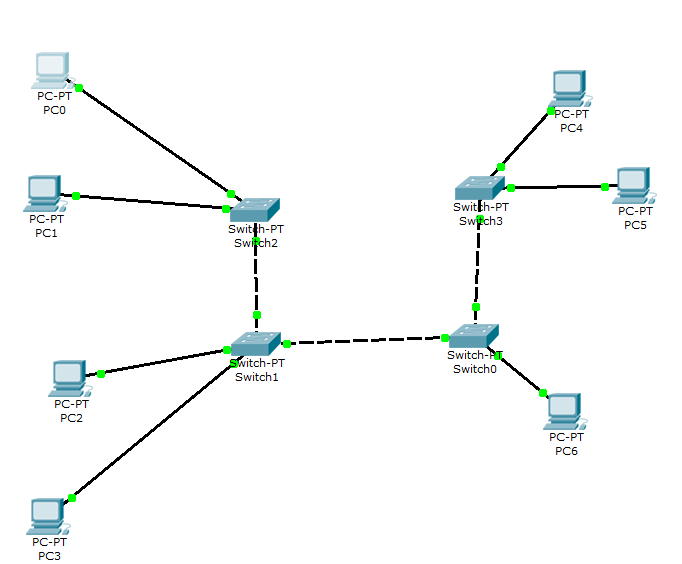 PC-PT
PC0
PC-PT
PC4
PC-PT
PC1
PC-PT
PC5
Switch-PT
Switch3
Switch-PT
Switch2
Switch-PT
Switch1
Switch-PT
Switch0
PC-PT
PC2
PC-PT
PC6
PC-PT
PC3